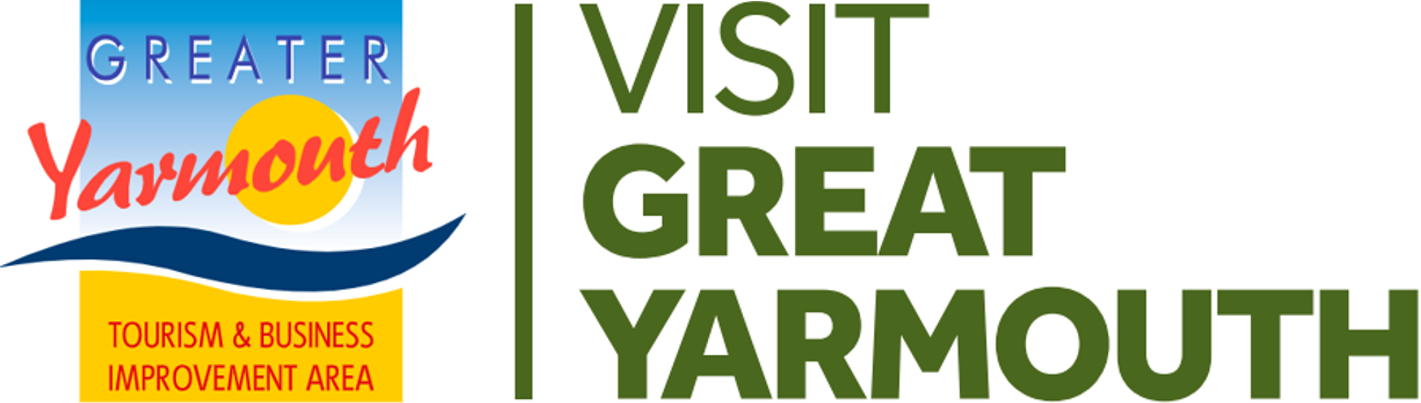 GREATER
Yarmouth
TOURISM & BUSINESS
IMPROVEMENT AREA
VISIT
GREAT
YARMOUTH